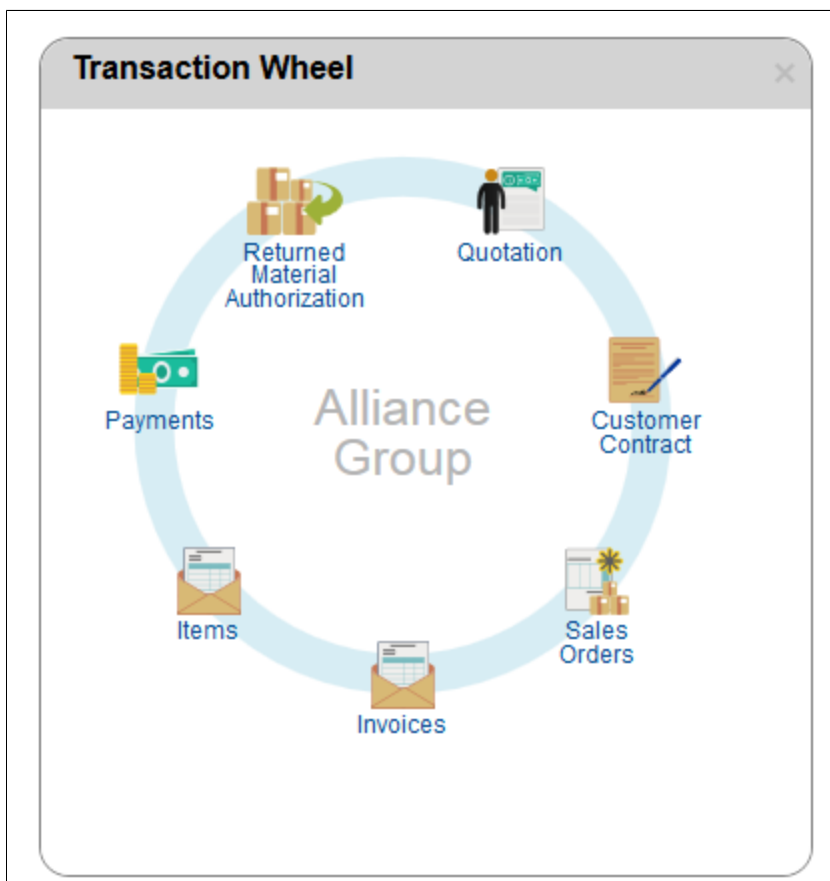 Transaction Wheel
Returned
Material
Authorization
Quotation
Payments
Alliance
Group
Customer
Contract
Items
Sales
Orders
Invoices